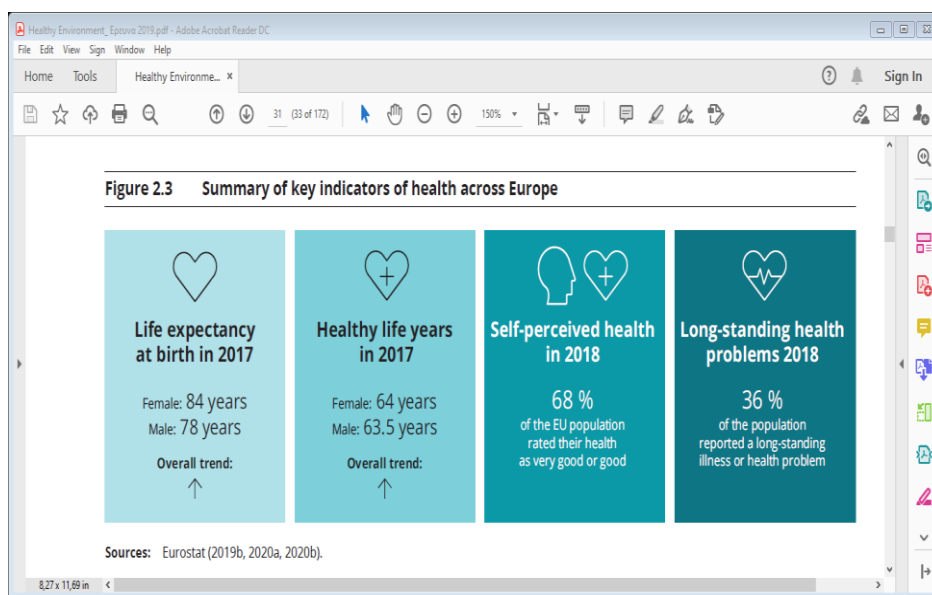 Healthy Environment_ Ερευνα 2019.pdf - Adobe Acrobat Reader DC
File Edit View Sign Window Help
Home Tools Healthy Environme... × ? Sign In
31 (33 of 172) 150%
Figure 2.3 Summary of key indicators of health across Europe
Life expectancy
at birth in 2017
Female: 84 years
Male: 78 years
Overall trend:
↑
Healthy life years
in 2017
Female: 64 years
Male: 63.5 years
Overall trend:
↑
Self-perceived health
in 2018
68 %
of the EU population
rated their health
as very good or good
Long-standing health
problems 2018
36 %
of the population
reported a long-standing
illness or health problem
Sources: Eurostat (2019b, 2020a, 2020b).
8,27 x 11,69 in